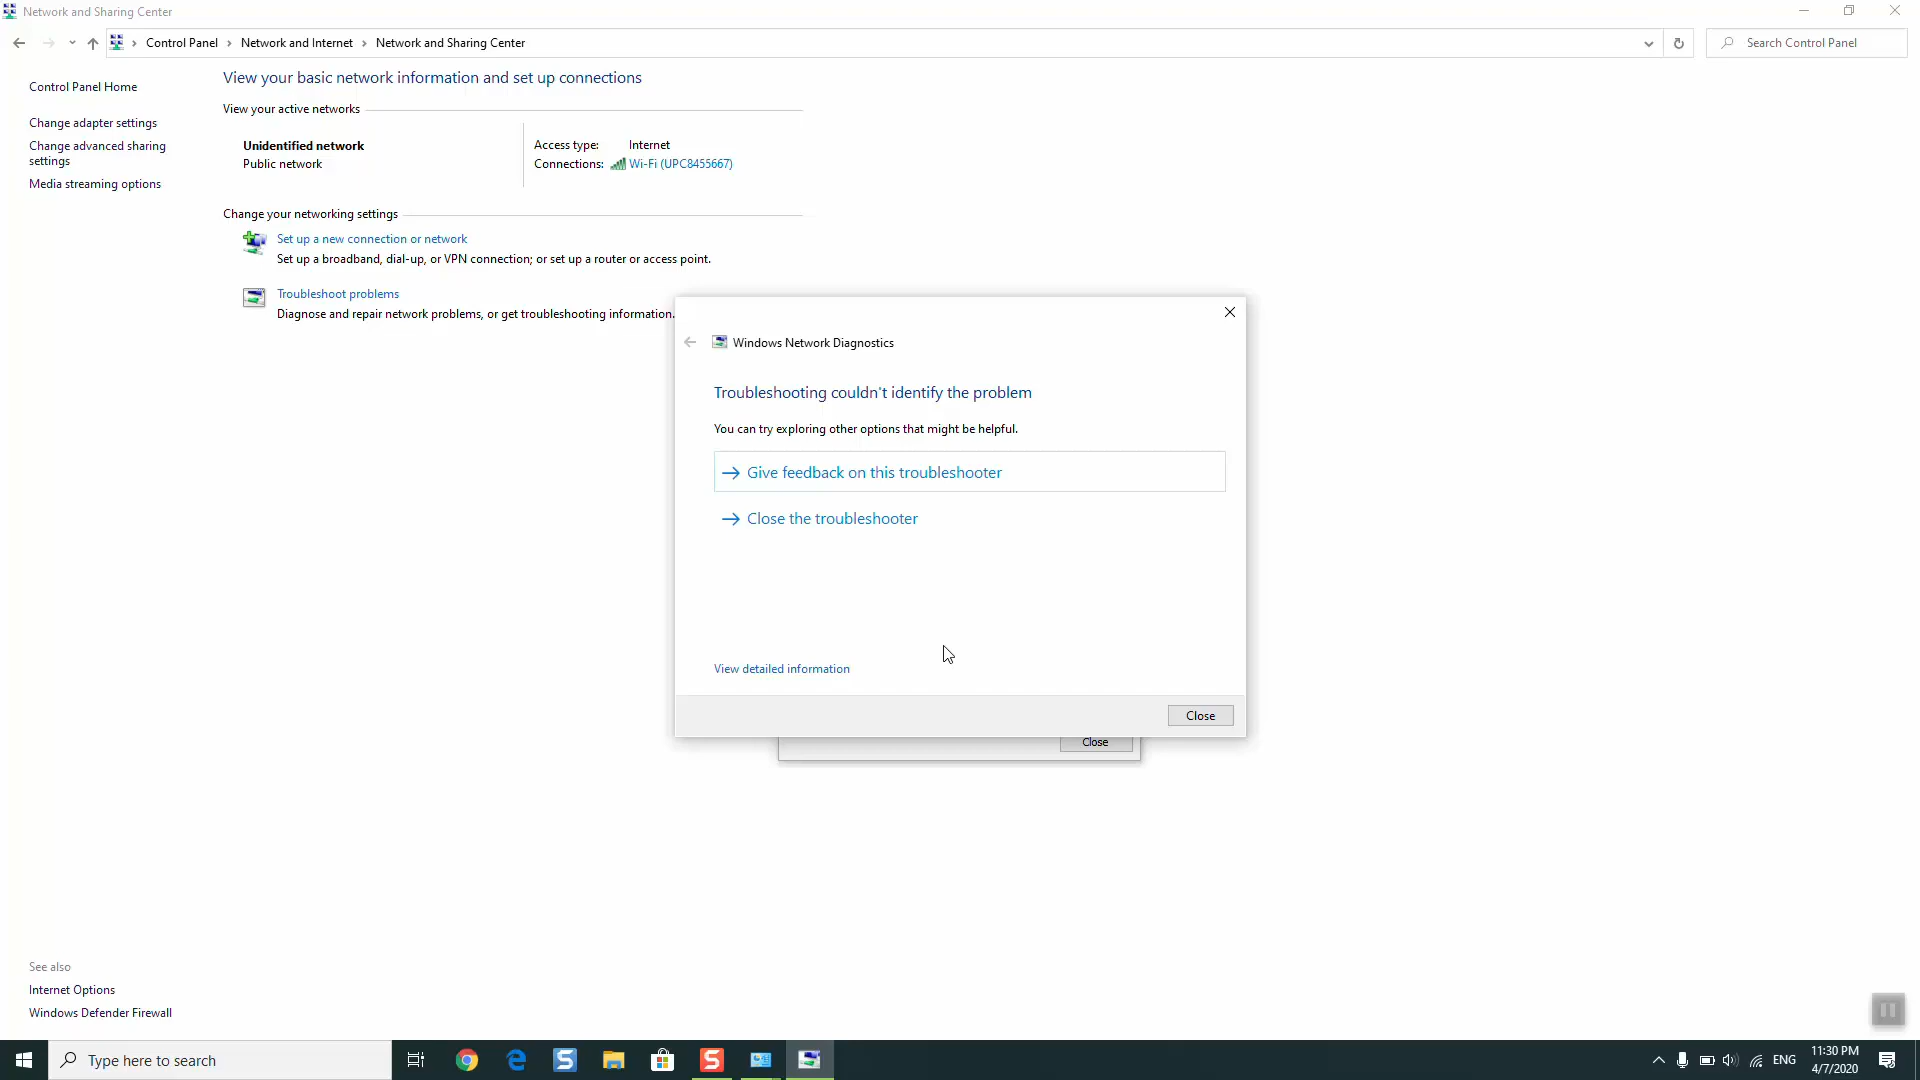 Network and Sharing Center
Control Panel > Network and Internet > Network and Sharing Center
Search Control Panel
Control Panel Home
Change adapter settings
Change advanced sharing
settings
Media streaming options
View your basic network information and set up connections
View your active networks
Unidentified network
Public network
Access type: Internet
Connections: Wi-Fi (UPC8455667)
Change your networking settings
Set up a new connection or network
Set up a broadband, dial-up, or VPN connection; or set up a router or access point.
Troubleshoot problems
Diagnose and repair network problems, or get troubleshooting information.
Windows Network Diagnostics
Troubleshooting couldn't identify the problem
You can try exploring other options that might be helpful.
Give feedback on this troubleshooter
Close the troubleshooter
View detailed information
Close
Close
See also
Internet Options
Windows Defender Firewall
Type here to search
ENG
11:30 PM
4/7/2020